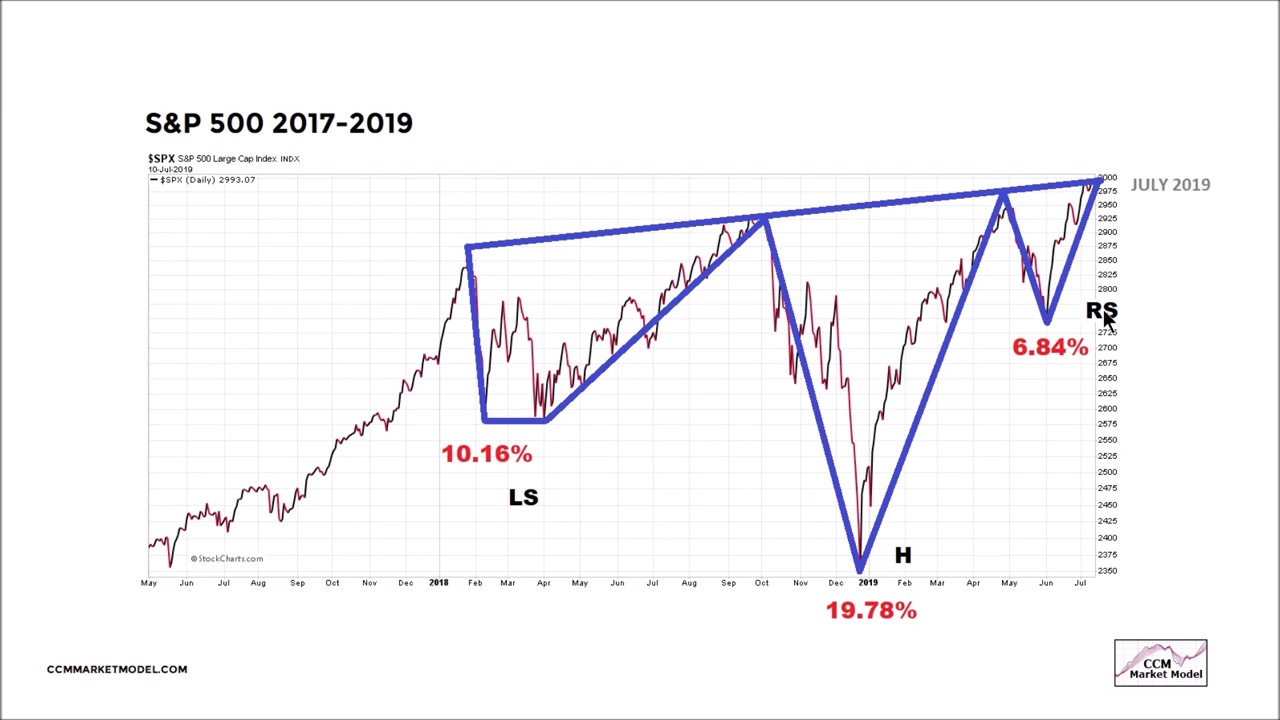 S&P 500 2017-2019
$SPX S&P 500 Large Cap Index INDX
10-Jul-2019
$SPX (Daily) 2993.07
JULY 2019
3000
2975
2950
2925
2900
2875
2850
2825
2800
2775
RS
2725
2700
2675
2650
2625
2600
2575
2550
2525
2500
2475
2450
2425
2400
2375
2350
6.84%
10.16%
LS
H
©StockCharts.com
May Jun Jul Aug Sep Oct Nov Dec 2018 Feb Mar Apr May Jun Jul Aug Sep Oct Nov Dec 2019 Feb Mar Apr May Jun Jul
19.78%
CCMMARKETMODEL.COM
CCM
Market Model